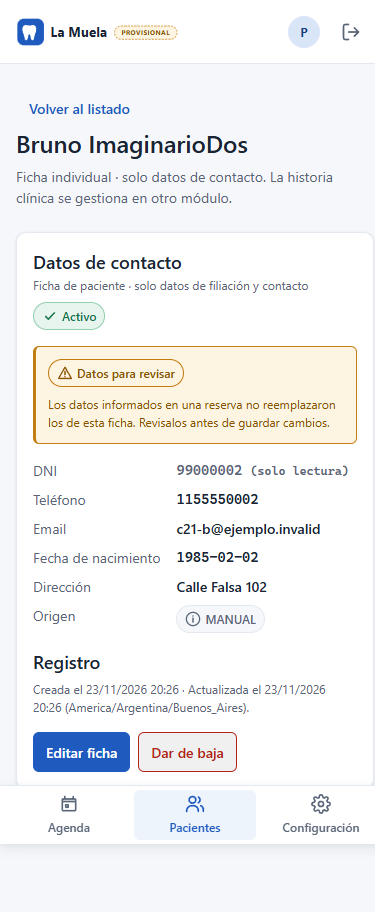 La Muela PROVISIONAL P
Volver al listado
Bruno ImaginarioDos
Ficha individual · solo datos de contacto. La historia
clínica se gestiona en otro módulo.
Datos de contacto
Ficha de paciente · solo datos de filiación y contacto
Activo
Datos para revisar
Los datos informados en una reserva no reemplazaron
los de esta ficha. Revisalos antes de guardar cambios.
DNI 99000002 (solo lectura)
Teléfono 1155550002
Email c21-b@ejemplo.invalid
Fecha de nacimiento 1985-02-02
Dirección Calle Falsa 102
Origen MANUAL
Registro
Creada el 23/11/2026 20:26 · Actualizada el 23/11/2026
20:26 (America/Argentina/Buenos_Aires).
Editar ficha Dar de baja
Agenda Pacientes Configuración